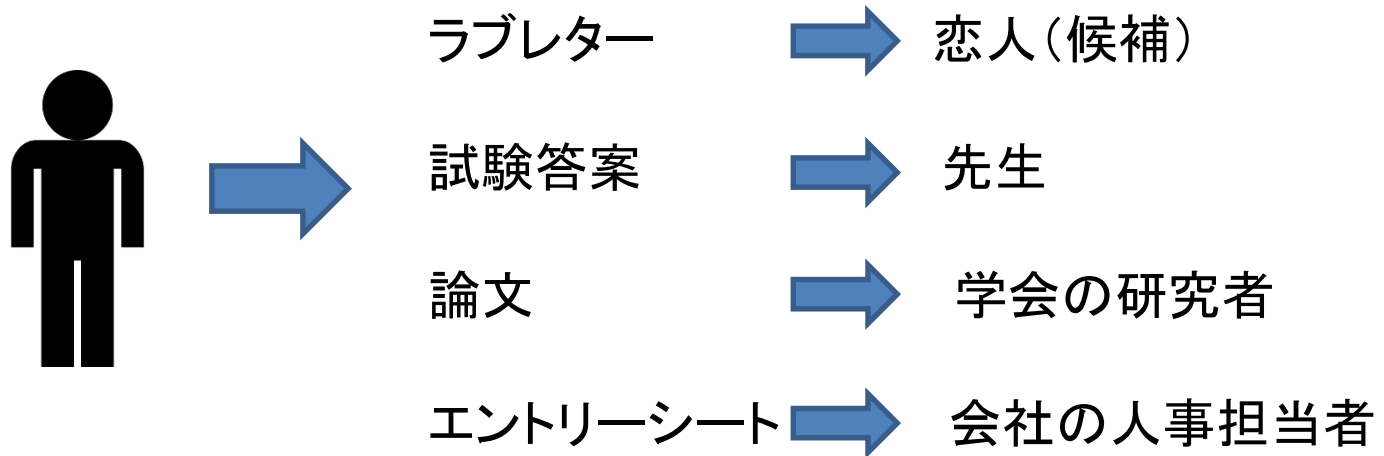 ラブレター 恋人(候補)
試験答案 先生
論文 学会の研究者
エントリーシート 会社の人事担当者